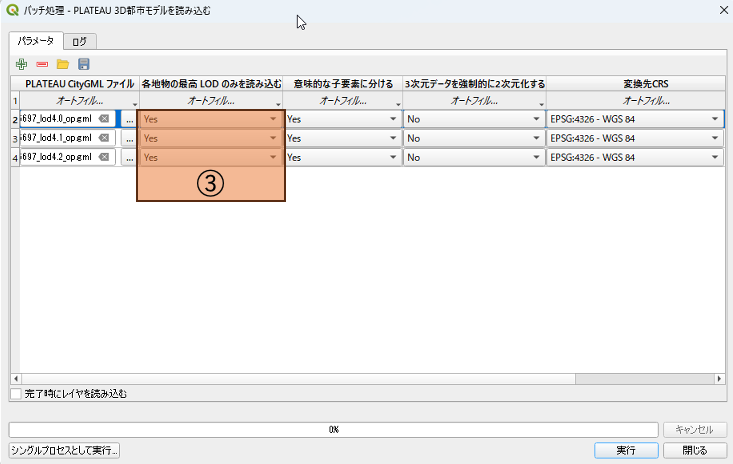 バッチ処理 - PLATEAU 3D都市モデルを読み込む
パラメータ ログ
PLATEAU CityGML ファイル 各地物の最高 LOD のみを読み込む 意味的な子要素に分ける 3次元データを強制的に2次元化する 変換先CRS
1 オートフィル... オートフィル... オートフィル... オートフィル... オートフィル...
2 697_lod4.0_op.gml ... Yes Yes No EPSG:4326 - WGS 84
3 697_lod4.1_op.gml ... Yes Yes No EPSG:4326 - WGS 84
4 697_lod4.2_op.gml ... Yes Yes No EPSG:4326 - WGS 84
③
完了時にレイヤを読み込む
0% キャンセル
シングルプロセスとして実行... 実行 閉じる